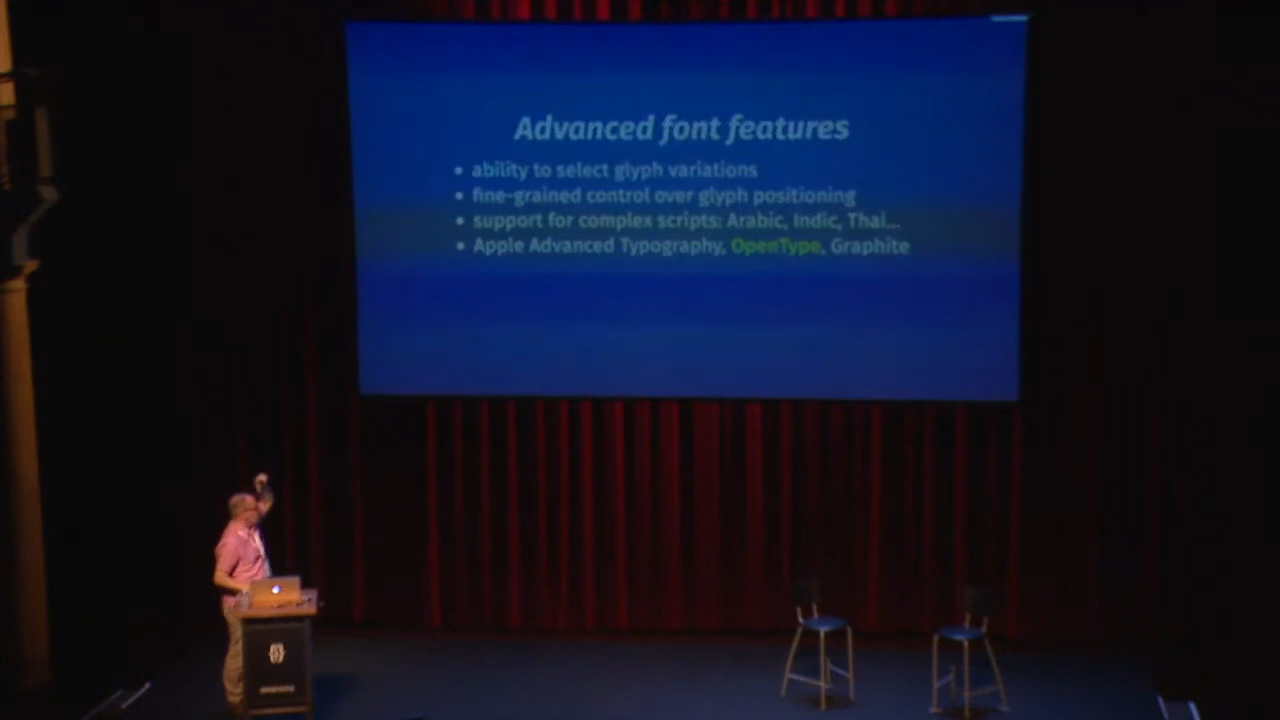 Advanced font features
• ability to select glyph variations
• fine-grained control over glyph positioning
• support for complex scripts: Arabic, Indic, Thai...
• Apple Advanced Typography, OpenType, Graphite